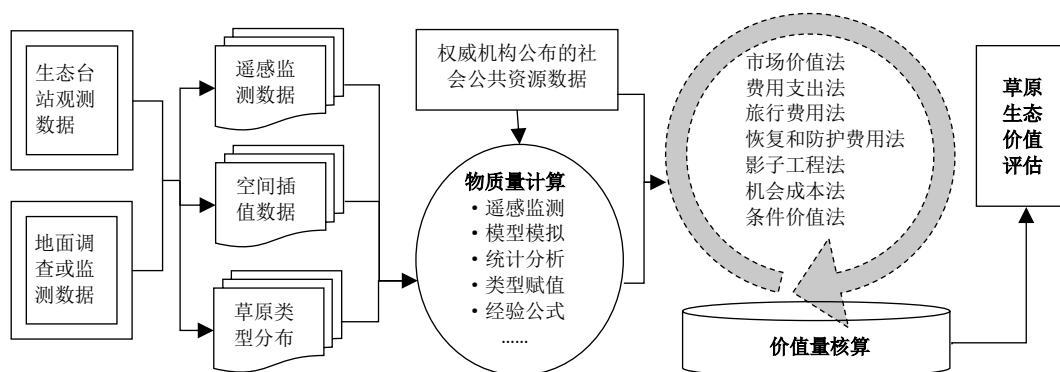 生态台
站观测
数据
地面调
查或监
测数据
遥感监
测数据
空间插
值数据
草原类
型分布
权威机构公布的社
会公共资源数据
物质量计算
·遥感监测
·模型模拟
·统计分析
·类型赋值
·经验公式
……
市场价值法
费用支出法
旅行费用法
恢复和防护费用法
影子工程法
机会成本法
条件价值法
价值量核算
草原
生态
价值
评估